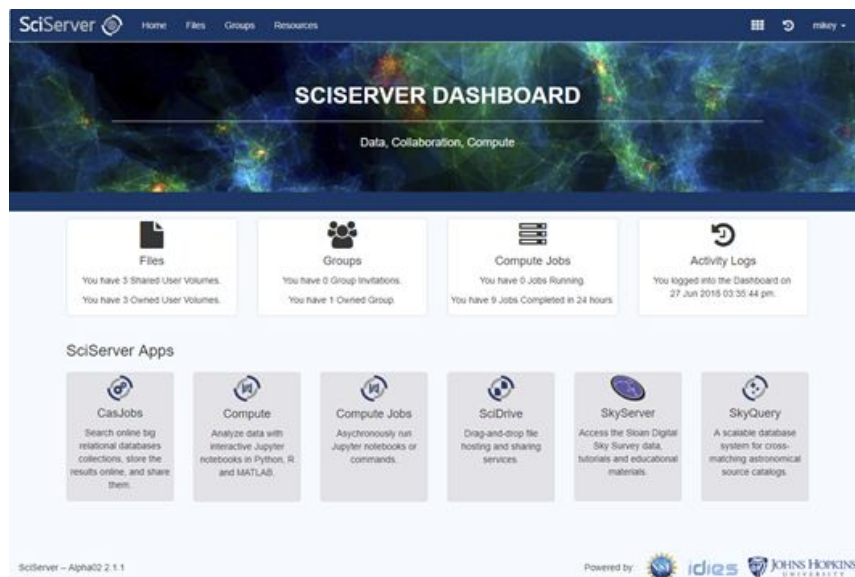 SciServer Home Files Groups Resources mikey
SCISERVER DASHBOARD
Data, Collaboration, Compute
Files
You have 3 Shared User Volumes.
You have 3 Owned User Volumes.
Groups
You have 0 Group Invitations.
You have 1 Owned Group.
Compute Jobs
You have 0 Jobs Running.
You have 9 Jobs Completed in 24 hours.
Activity Logs
You logged into the Dashboard on
27 Jun 2018 03:35:44 pm.
SciServer Apps
CasJobs
Search online big
relational databases
collections, store the
results online, and share
them.
Compute
Analyze data with
interactive Jupyter
notebooks in Python, R
and MATLAB.
Compute Jobs
Asychronously run
Jupyter notebooks or
commands.
SciDrive
Drag-and-drop file
hosting and sharing
services.
SkyServer
Access the Sloan Digital
Sky Survey data,
tutorials and educational
materials.
SkyQuery
A scalable database
system for cross-
matching astronomical
source catalogs.
SciServer – Alpha02 2.1.1
Powered by
NSF
idies
JOHNS HOPKINS
UNIVERSITY